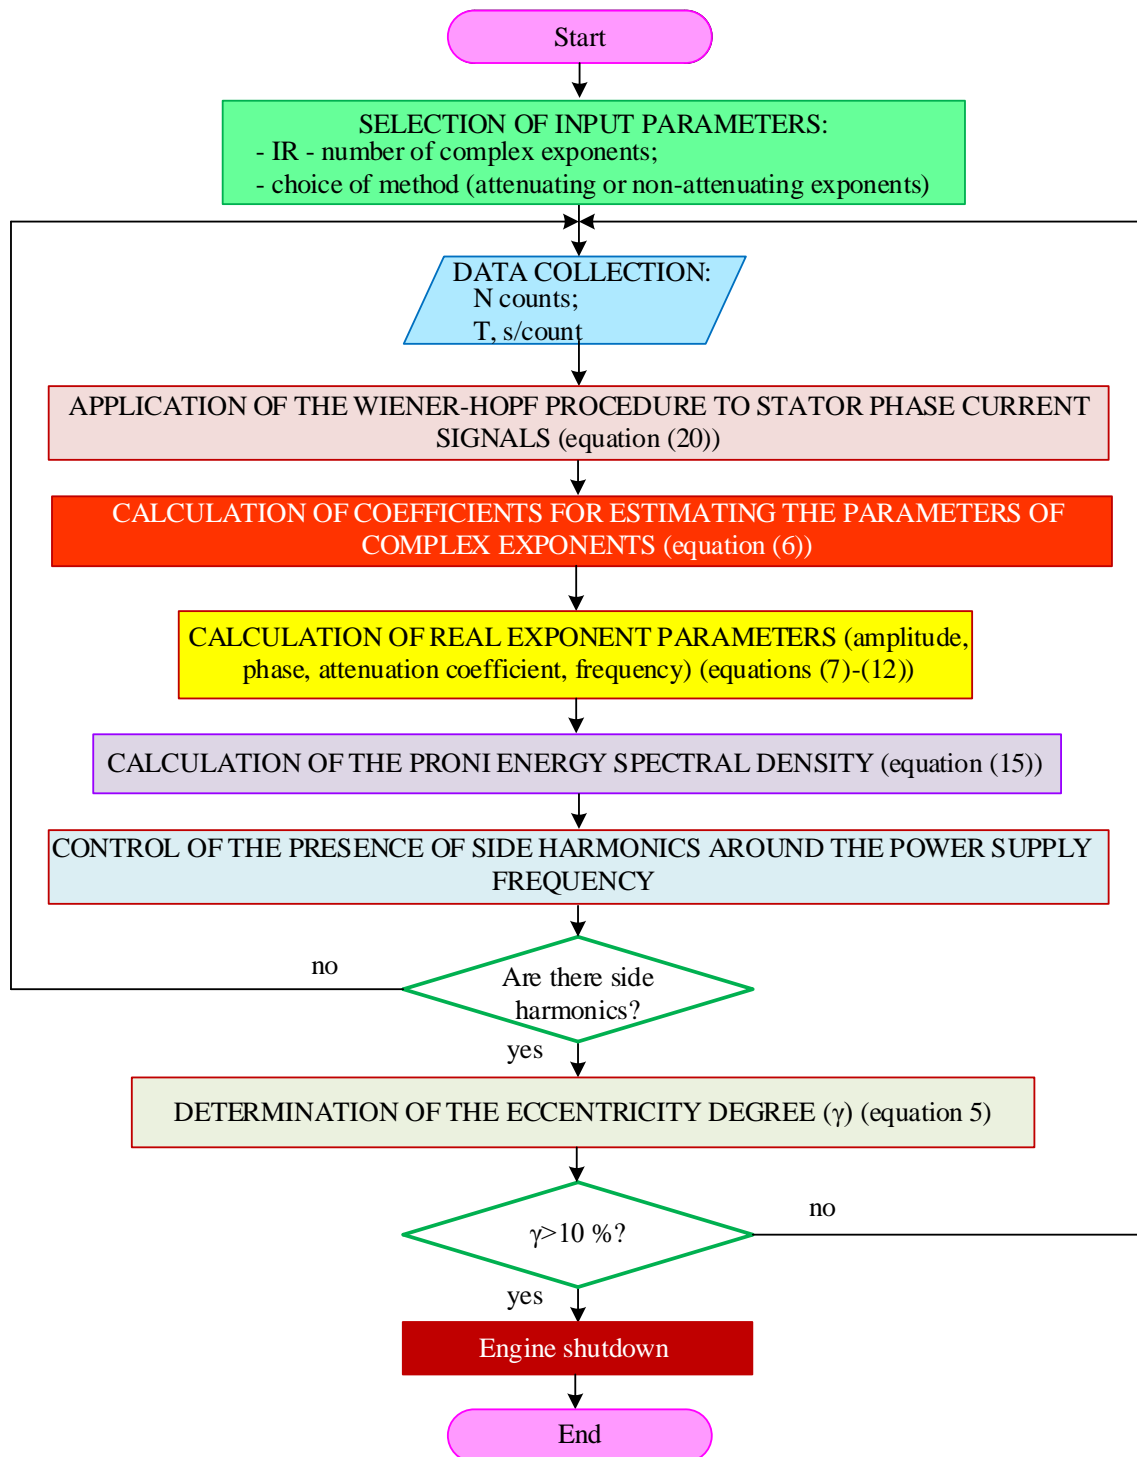 Start
SELECTION OF INPUT PARAMETERS:
- IR - number of complex exponents;
- choice of method (attenuating or non-attenuating exponents)
DATA COLLECTION:
N counts;
T, s/count
APPLICATION OF THE WIENER-HOPF PROCEDURE TO STATOR PHASE CURRENT
SIGNALS (equation (20))
CALCULATION OF COEFFICIENTS FOR ESTIMATING THE PARAMETERS OF
COMPLEX EXPONENTS (equation (6))
CALCULATION OF REAL EXPONENT PARAMETERS (amplitude,
phase, attenuation coefficient, frequency) (equations (7)-(12))
CALCULATION OF THE PRONI ENERGY SPECTRAL DENSITY (equation (15))
CONTROL OF THE PRESENCE OF SIDE HARMONICS AROUND THE POWER SUPPLY
FREQUENCY
no
Are there side
harmonics?
yes
DETERMINATION OF THE ECCENTRICITY DEGREE (γ) (equation 5)
no
γ>10 %?
yes
Engine shutdown
End